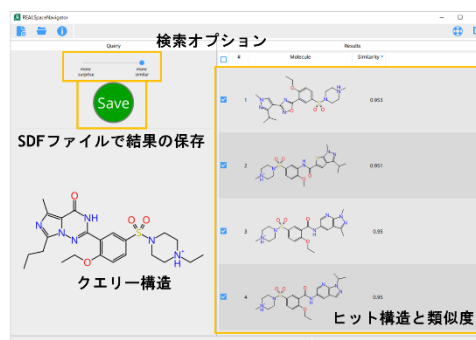 REALSpaceNavigator
Query
Results
検索オプション
more surprise
more similar
# Molecule Similarity
Save
SDFファイルで結果の保存
1 0.953
2 0.951
3 0.95
4 0.95
クエリー構造
ヒット構造と類似度